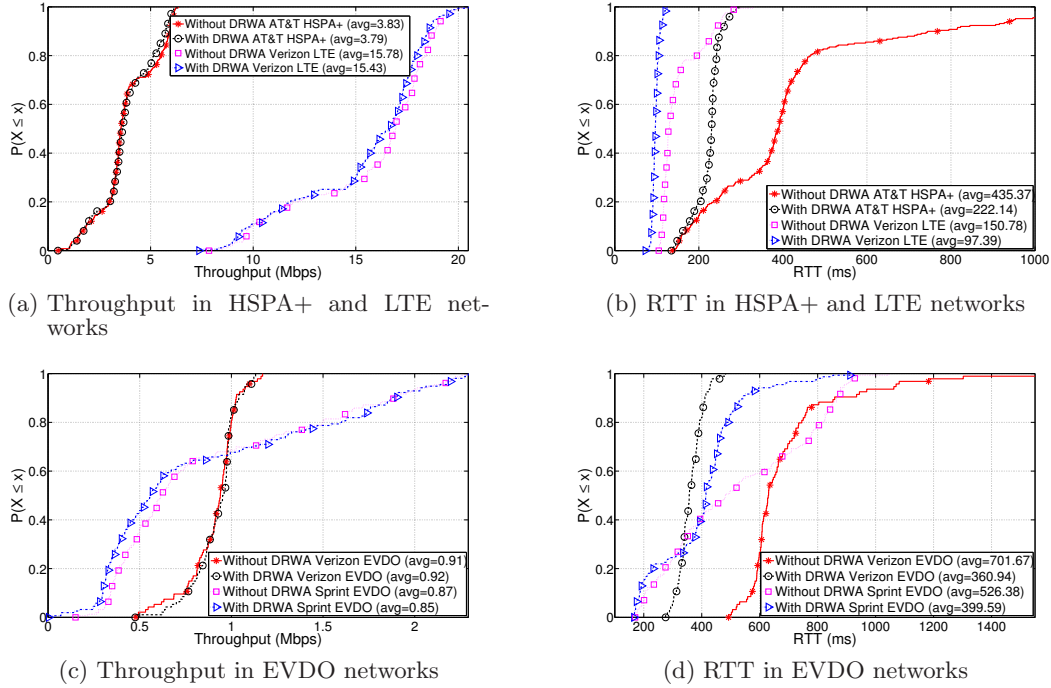 1
0.8
0.6
0.4
0.2
0
P(X ≤ x)
Without DRWA AT&T HSPA+ (avg=3.83)
With DRWA AT&T HSPA+ (avg=3.79)
Without DRWA Verizon LTE (avg=15.78)
With DRWA Verizon LTE (avg=15.43)
0 5 10 15 20
Throughput (Mbps)
(a) Throughput in HSPA+ and LTE net-
works
1
0.8
0.6
0.4
0.2
0
P(X ≤ x)
Without DRWA AT&T HSPA+ (avg=435.37)
With DRWA AT&T HSPA+ (avg=222.14)
Without DRWA Verizon LTE (avg=150.78)
With DRWA Verizon LTE (avg=97.39)
0 200 400 600 800 1000
RTT (ms)
(b) RTT in HSPA+ and LTE networks
1
0.8
0.6
0.4
0.2
0
P(X ≤ x)
Without DRWA Verizon EVDO (avg=0.91)
With DRWA Verizon EVDO (avg=0.92)
Without DRWA Sprint EVDO (avg=0.87)
With DRWA Sprint EVDO (avg=0.85)
0 0.5 1 1.5 2
Throughput (Mbps)
(c) Throughput in EVDO networks
1
0.8
0.6
0.4
0.2
0
P(X ≤ x)
Without DRWA Verizon EVDO (avg=701.67)
With DRWA Verizon EVDO (avg=360.94)
Without DRWA Sprint EVDO (avg=526.38)
With DRWA Sprint EVDO (avg=399.59)
200 400 600 800 1000 1200 1400
RTT (ms)
(d) RTT in EVDO networks